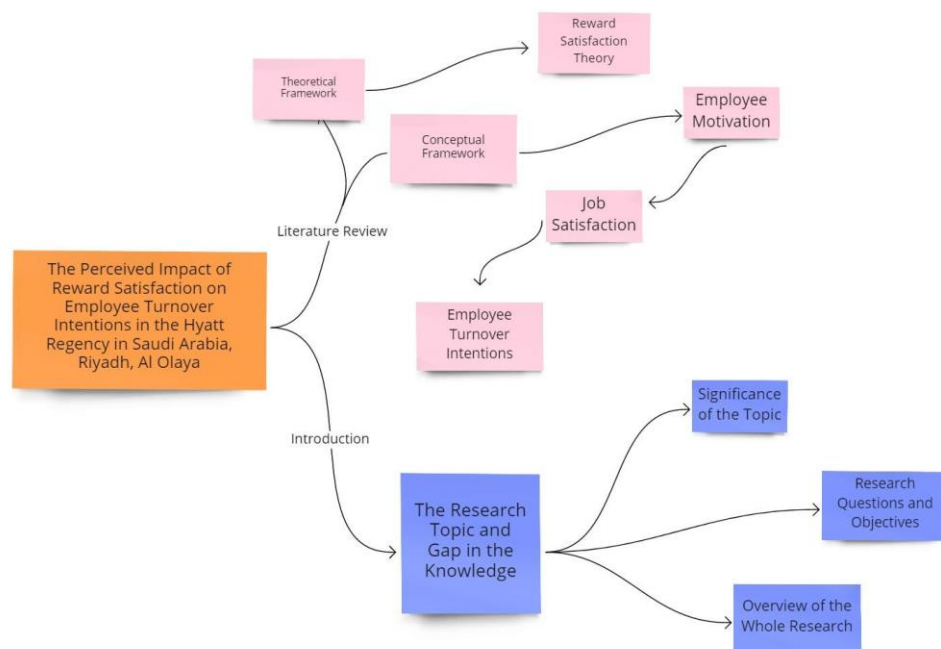 Reward
Satisfaction
Theory
Theoretical
Framework
Employee
Motivation
Conceptual
Framework
Job
Satisfaction
Literature Review
The Perceived Impact of
Reward Satisfaction on
Employee Turnover
Intentions in the Hyatt
Regency in Saudi Arabia,
Riyadh, Al Olaya
Employee
Turnover
Intentions
Introduction
Significance
of the Topic
The Research
Topic and
Gap in the
Knowledge
Research
Questions and
Objectives
Overview of the
Whole Research